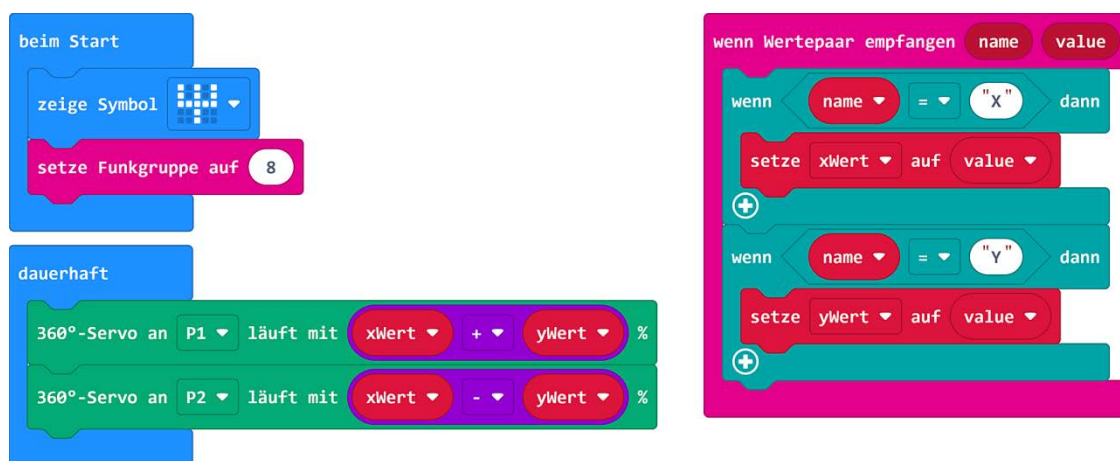 beim Start
zeige Symbol
setze Funkgruppe auf 8
dauerhaft
360°-Servo an P1 läuft mit xWert + yWert %
360°-Servo an P2 läuft mit xWert - yWert %
wenn Wertepaar empfangen name value
wenn name = "X" dann
setze xWert auf value
wenn name = "Y" dann
setze yWert auf value